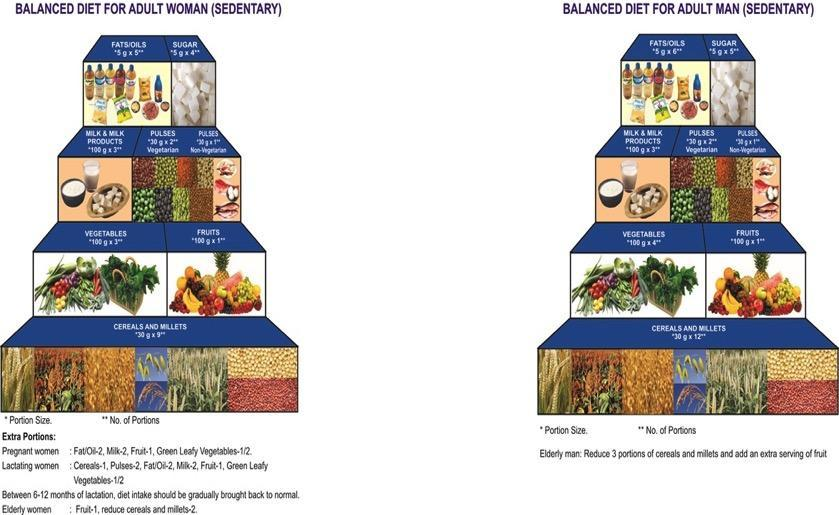 BALANCED DIET FOR ADULT WOMAN (SEDENTARY)
FATS/OILS
*5 g x 5**
SUGAR
*5 g x 4**
MILK & MILK
PRODUCTS
*100 g x 3**
PULSES
*30 g x 2**
Vegetarian
PULSES
*30 g x 1**
Non-Vegetarian
VEGETABLES
*100 g x 3**
FRUITS
*100 g x 1**
CEREALS AND MILLETS
*30 g x 9**
* Portion Size. ** No. of Portions
Extra Portions:
Pregnant women : Fat/Oil-2, Milk-2, Fruit-1, Green Leafy Vegetables-1/2.
Lactating women : Cereals-1, Pulses-2, Fat/Oil-2, Milk-2, Fruit-1, Green Leafy
Vegetables-1/2
Between 6-12 months of lactation, diet intake should be gradually brought back to normal.
Elderly women : Fruit-1, reduce cereals and millets-2.
BALANCED DIET FOR ADULT MAN (SEDENTARY)
FATS/OILS
*5 g x 6**
SUGAR
*5 g x 5**
MILK & MILK
PRODUCTS
*100 g x 3**
PULSES
*30 g x 2**
Vegetarian
PULSES
*30 g x 1**
Non-Vegetarian
VEGETABLES
*100 g x 4**
FRUITS
*100 g x 1**
CEREALS AND MILLETS
*30 g x 12**
* Portion Size. ** No. of Portions
Elderly man: Reduce 3 portions of cereals and millets and add an extra serving of fruit